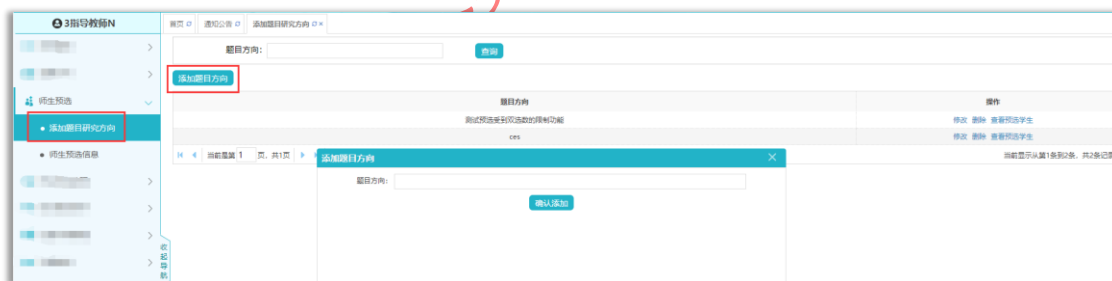 3指导教师N
首页 通知公告 添加题目研究方向 ×
题目方向： 查询
添加题目方向
题目方向 操作
师生预选
测试预选受到双选数的限制功能 修改 删除 查看预选学生
添加题目研究方向
ces 修改 删除 查看预选学生
师生预选信息
当前是第 1 页，共1页
当前显示从第1条到2条，共2条记
添加题目方向 ×
题目方向：
确认添加
收起导航